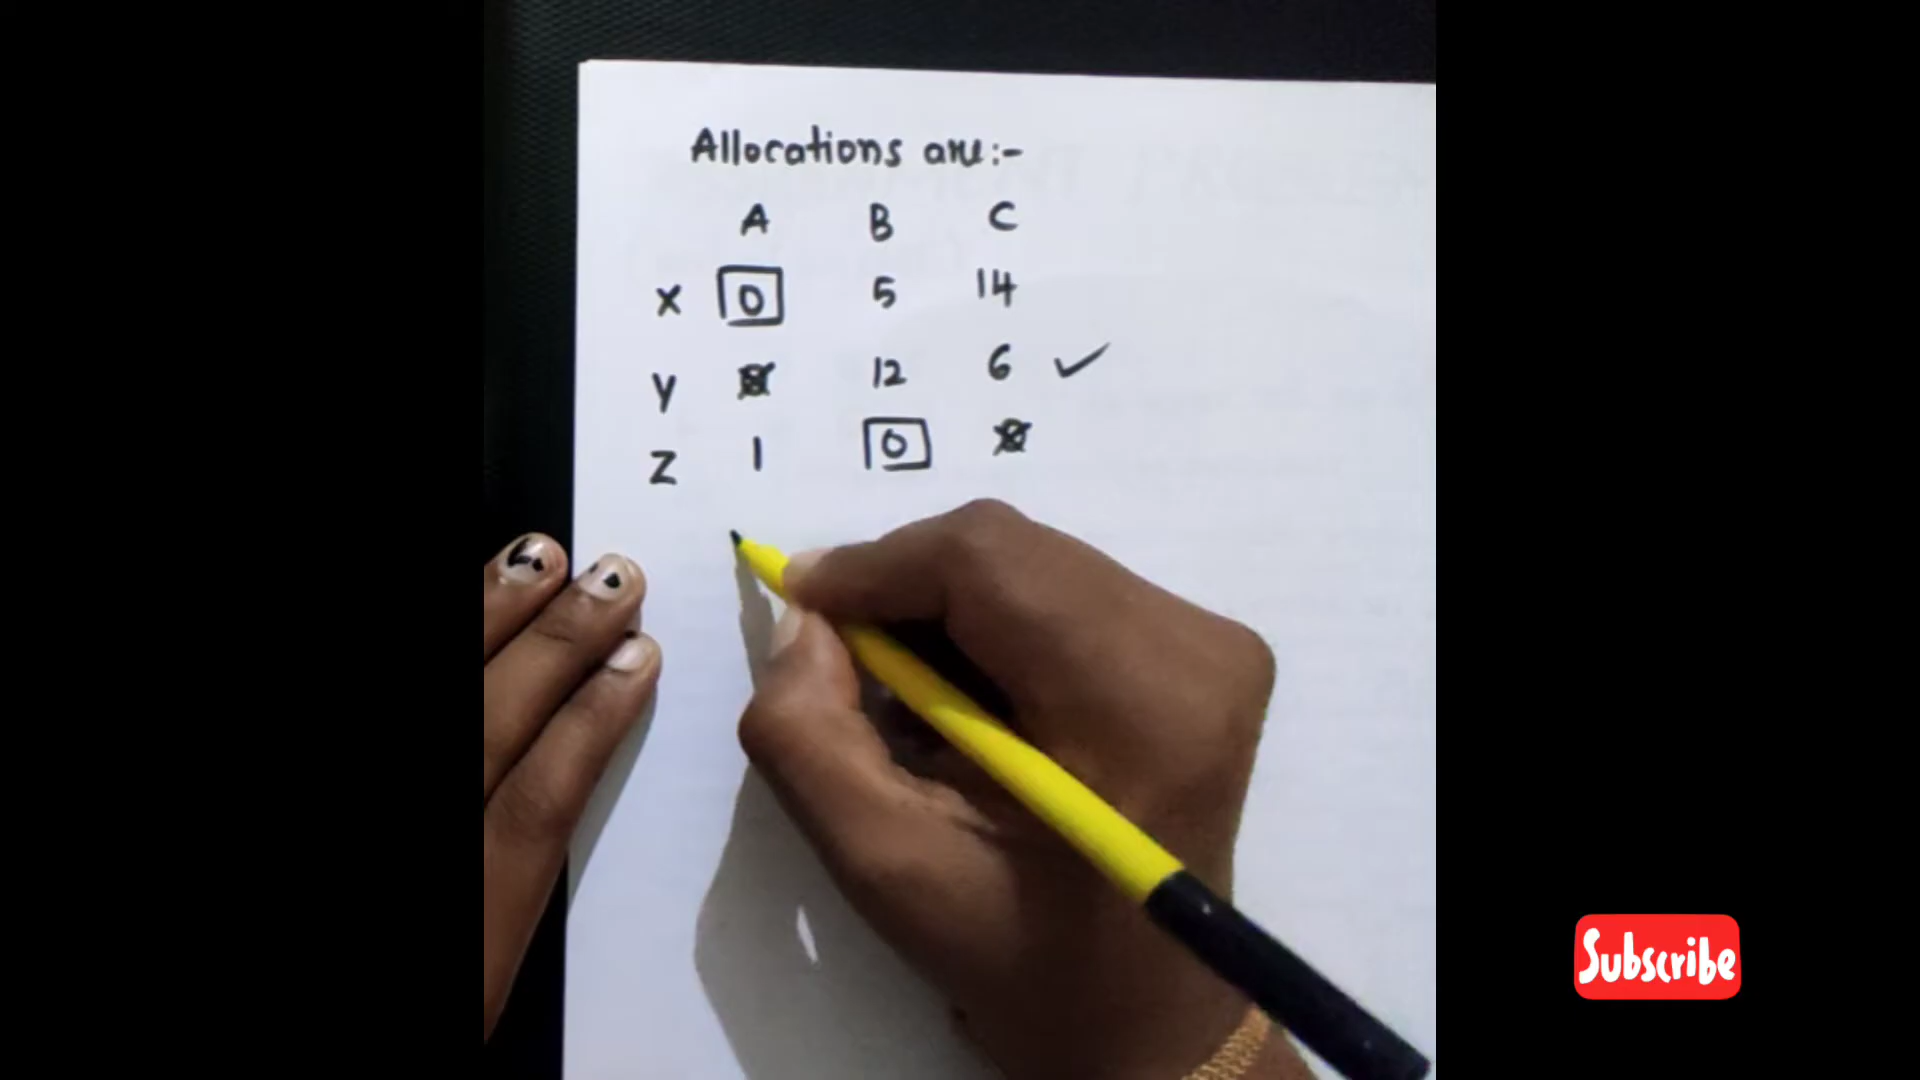 Allocations are:-
A B C
X 0 5 14
Y 0 12 6 ✓
Z 1 0 0
Subscribe